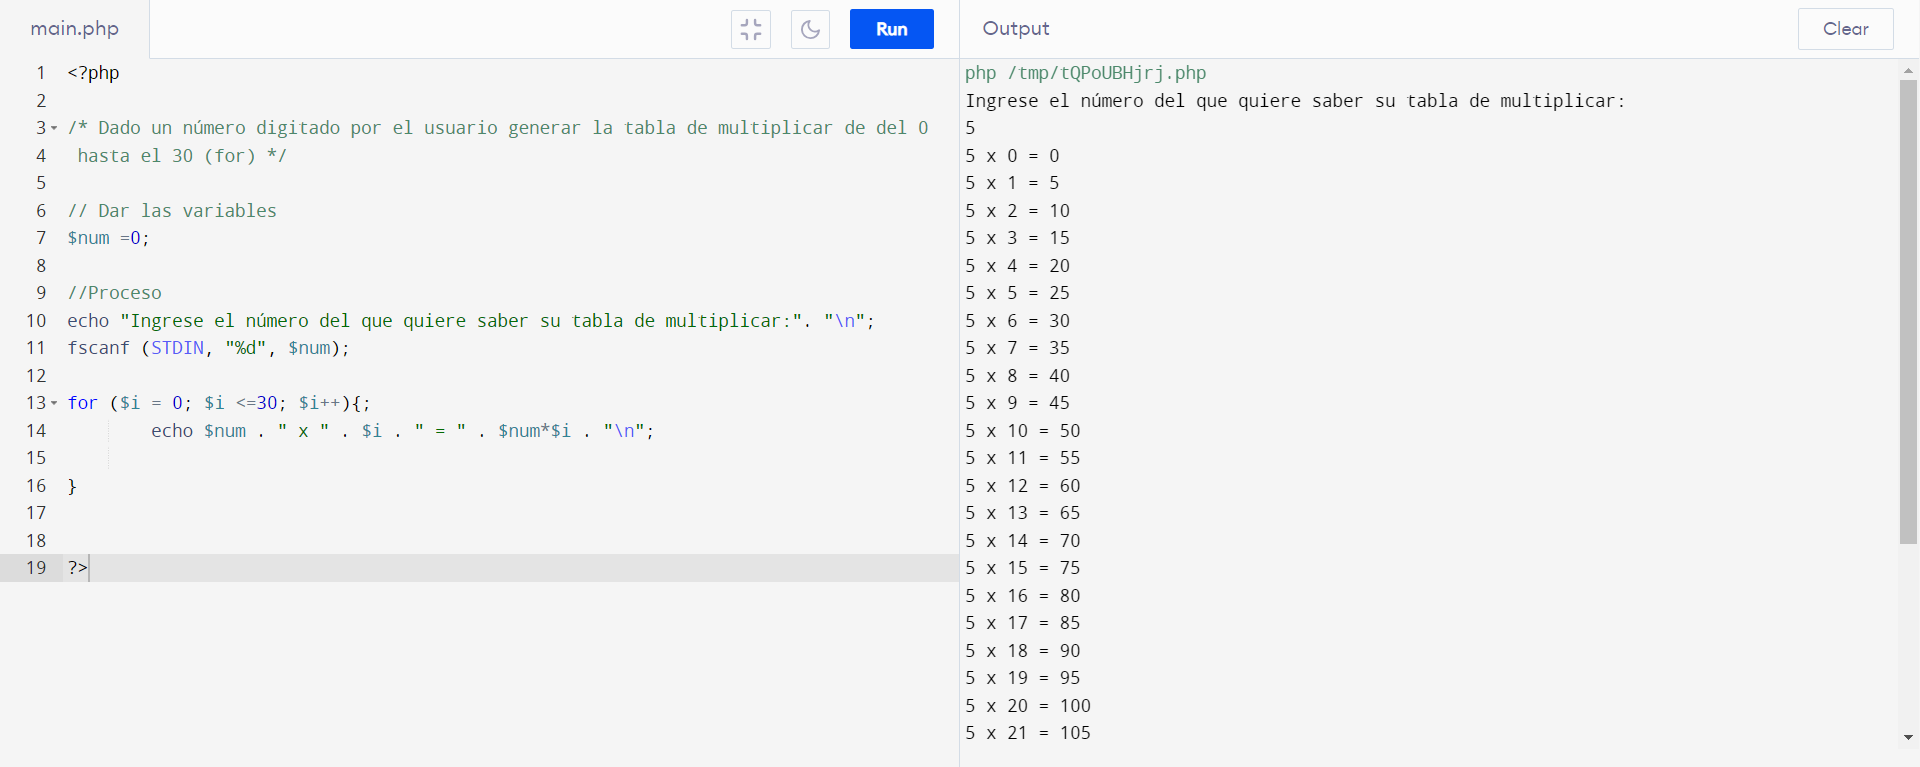 main.php
Run
1 <?php
2
3 /* Dado un número digitado por el usuario generar la tabla de multiplicar de del 0
4 hasta el 30 (for) */
5
6 // Dar las variables
7 $num =0;
8
9 //Proceso
10 echo "Ingrese el número del que quiere saber su tabla de multiplicar:". "\n";
11 fscanf (STDIN, "%d", $num);
12
13 for ($i = 0; $i <=30; $i++){;
14 echo $num . " x " . $i . " = " . $num*$i . "\n";
15
16 }
17
18
19 ?>
Output
Clear
php /tmp/tQPoUBHjrj.php
Ingrese el número del que quiere saber su tabla de multiplicar:
5
5 x 0 = 0
5 x 1 = 5
5 x 2 = 10
5 x 3 = 15
5 x 4 = 20
5 x 5 = 25
5 x 6 = 30
5 x 7 = 35
5 x 8 = 40
5 x 9 = 45
5 x 10 = 50
5 x 11 = 55
5 x 12 = 60
5 x 13 = 65
5 x 14 = 70
5 x 15 = 75
5 x 16 = 80
5 x 17 = 85
5 x 18 = 90
5 x 19 = 95
5 x 20 = 100
5 x 21 = 105